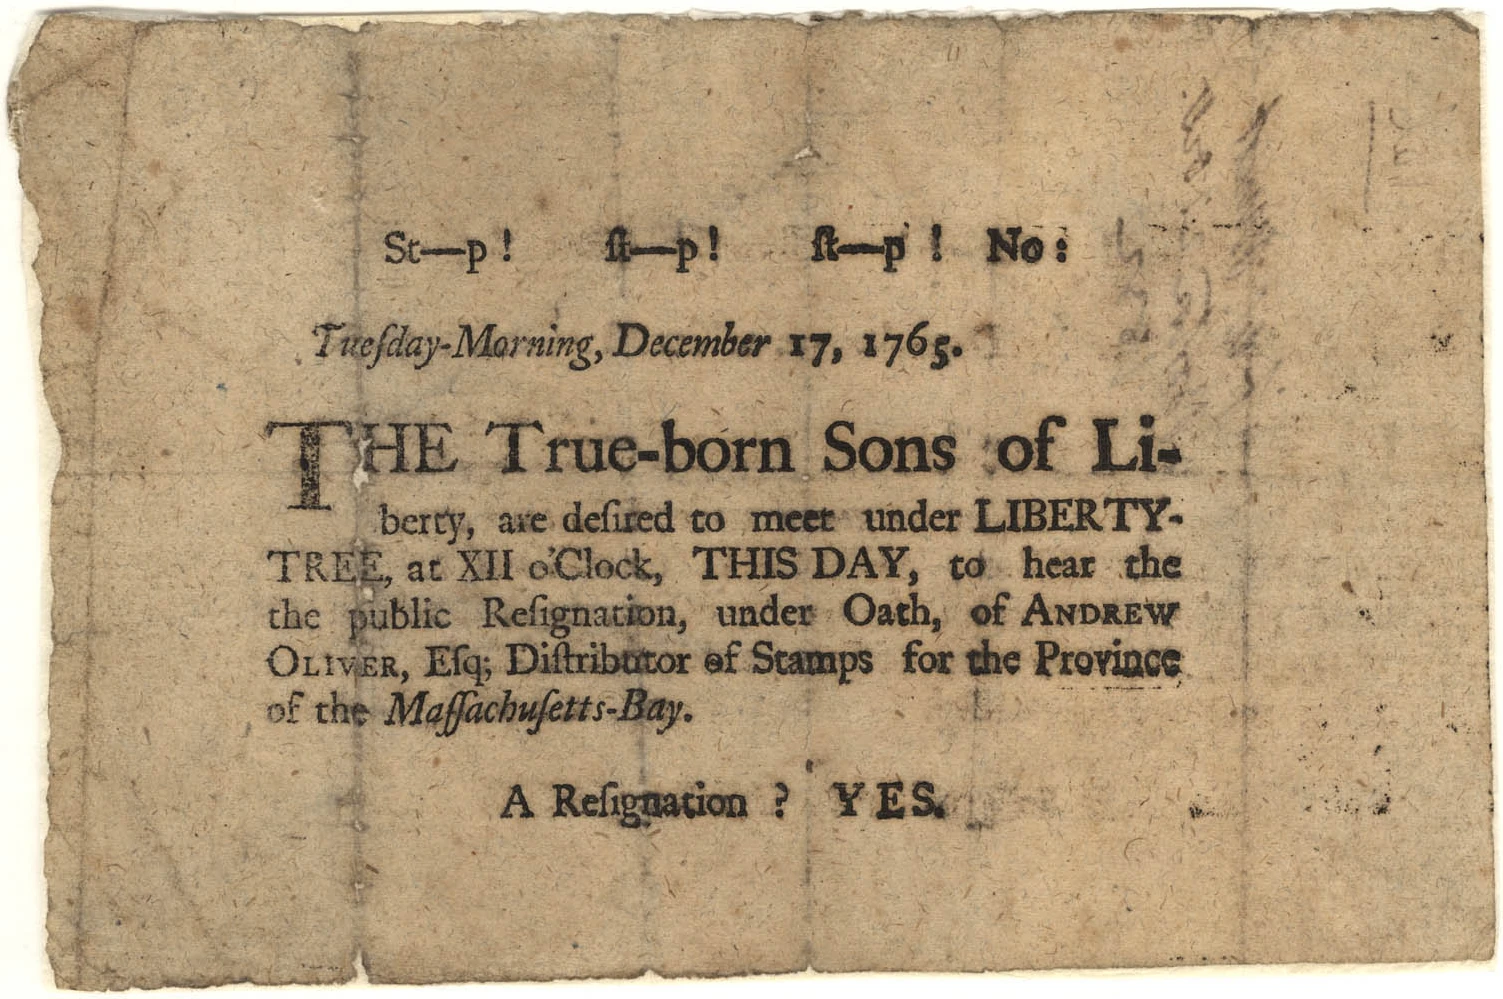 St—p! ſt—p! ſt—p! No:
Tueſday-Morning, December 17, 1765.
THE True-born Sons of Li-
berty, are deſired to meet under LIBERTY-
TREE, at XII o'Clock, THIS DAY, to hear the
the public Reſignation, under Oath, of ANDREW
OLIVER, Eſq; Diſtributor of Stamps for the Province
of the Maſſachuſetts-Bay.
A Reſignation ? YES.